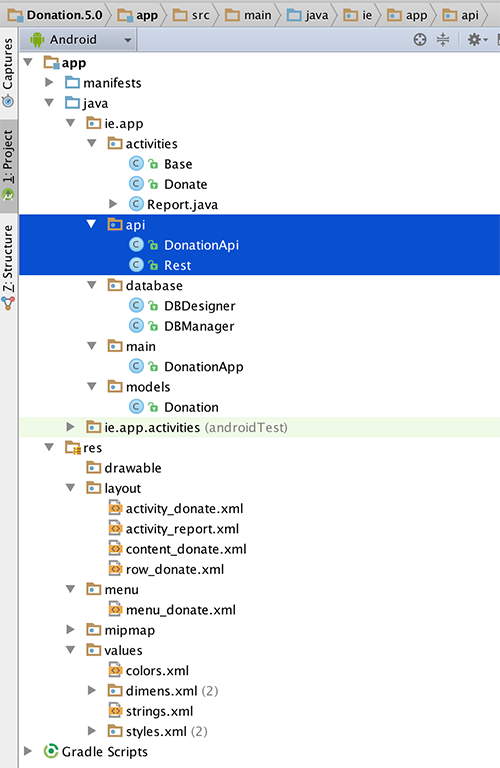 Donation.5.0 app src main java ie app api
Android
Captures
1: Project
Z: Structure
app
manifests
java
ie.app
activities
Base
Donate
Report.java
api
DonationApi
Rest
database
DBDesigner
DBManager
main
DonationApp
models
Donation
ie.app.activities (androidTest)
res
drawable
layout
activity_donate.xml
activity_report.xml
content_donate.xml
row_donate.xml
menu
menu_donate.xml
mipmap
values
colors.xml
dimens.xml (2)
strings.xml
styles.xml (2)
Gradle Scripts